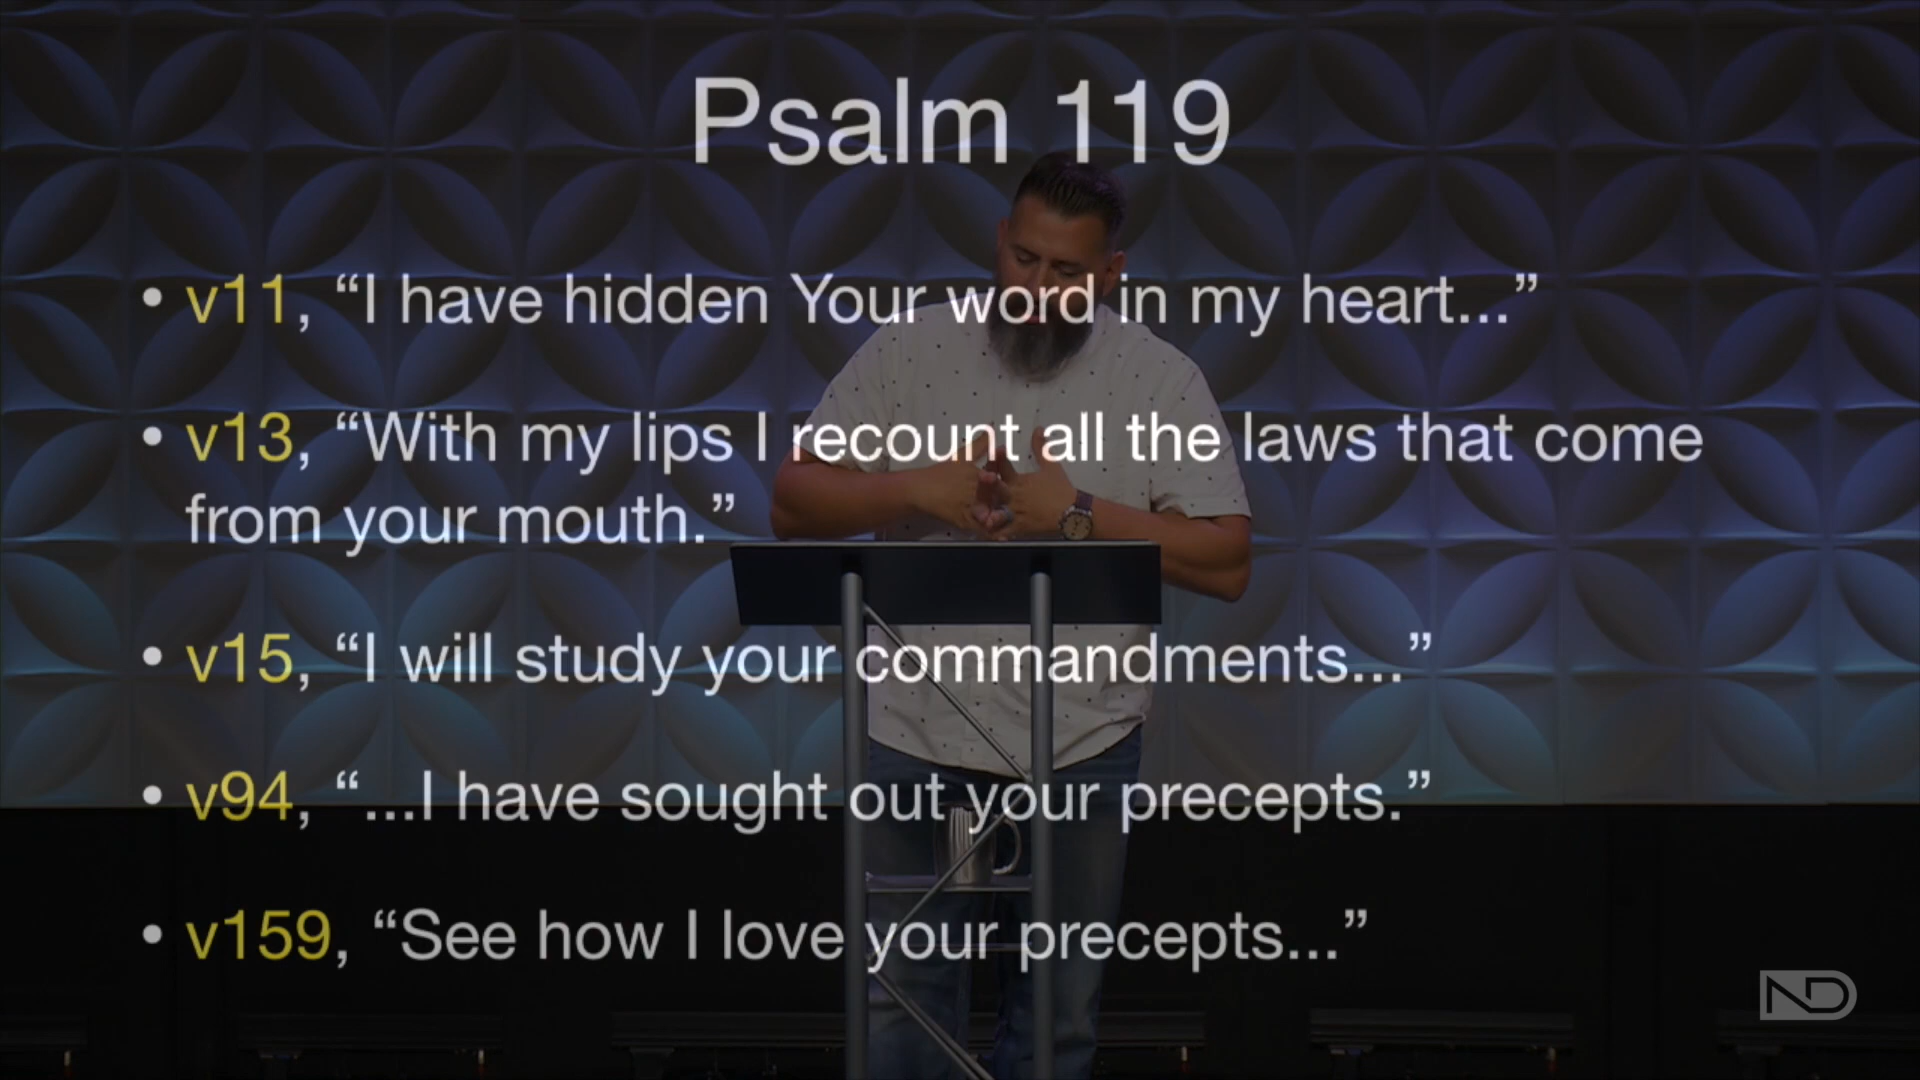 Psalm 119
• v11, “I have hidden Your word in my heart...”
• v13, “With my lips I recount all the laws that come
from your mouth.”
• v15, “I will study your commandments...”
• v94, “...I have sought out your precepts.”
• v159, “See how I love your precepts...”
ND